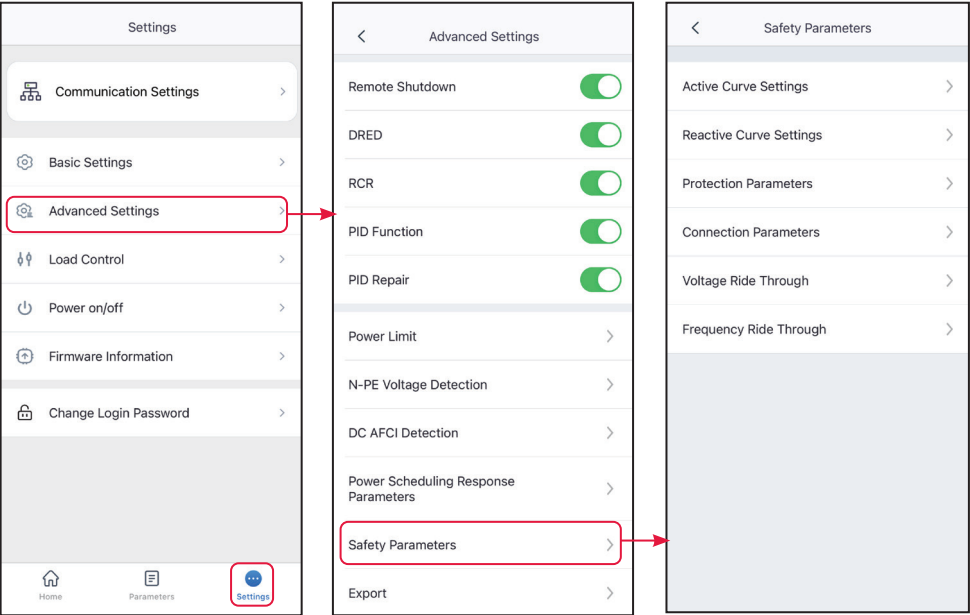 Settings
Communication Settings
Basic Settings
Advanced Settings
Load Control
Power on/off
Firmware Information
Change Login Password
Home
Parameters
Settings
Advanced Settings
Remote Shutdown
DRED
RCR
PID Function
PID Repair
Power Limit
N-PE Voltage Detection
DC AFCI Detection
Power Scheduling Response
Parameters
Safety Parameters
Export
Safety Parameters
Active Curve Settings
Reactive Curve Settings
Protection Parameters
Connection Parameters
Voltage Ride Through
Frequency Ride Through